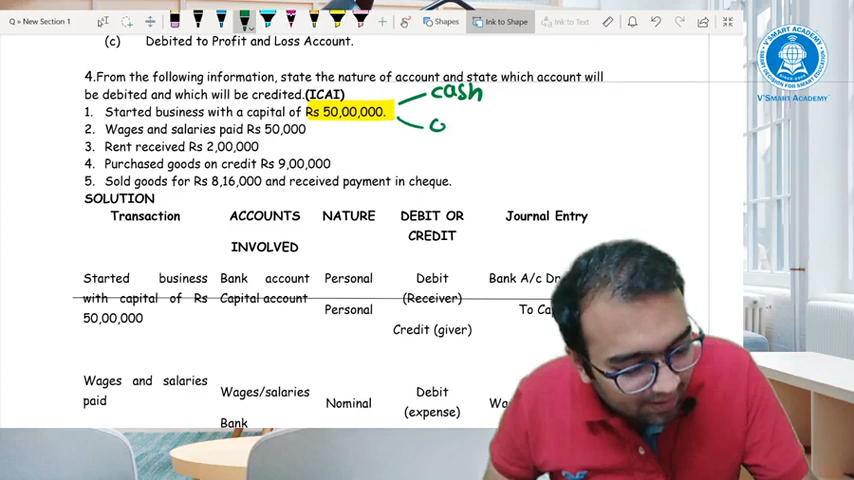 Q » New Section 1
Shapes
Ink to Shape
Ink to Text
(c) Debited to Profit and Loss Account.
4.From the following information, state the nature of account and state which account will
be debited and which will be credited.(ICAI)
1. Started business with a capital of Rs 50,00,000.
cash
2. Wages and salaries paid Rs 50,000
3. Rent received Rs 2,00,000
4. Purchased goods on credit Rs 9,00,000
5. Sold goods for Rs 8,16,000 and received payment in cheque.
SOLUTION
Transaction ACCOUNTS INVOLVED NATURE DEBIT OR CREDIT Journal Entry
Started business Bank account Personal Debit Bank A/c
with capital of Rs Capital account (Receiver)
50,00,000 Personal To
Credit (giver)
Wages and salaries
paid Wages/salaries Nominal Debit
(expense)
Bank
V'SMART ACADEMY
V'SMART ACADEMY